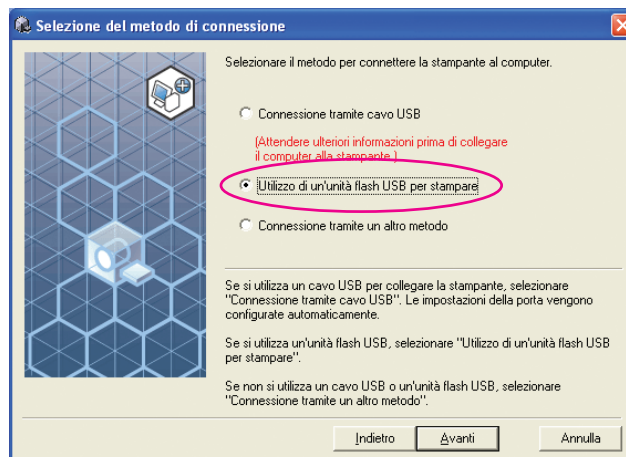 Selezione del metodo di connessione
Selezionare il metodo per connettere la stampante al computer.
Connessione tramite cavo USB
(Attendere ulteriori informazioni prima di collegare
il computer alla stampante.)
Utilizzo di un'unità flash USB per stampare
Connessione tramite un altro metodo
Se si utilizza un cavo USB per collegare la stampante, selezionare
"Connessione tramite cavo USB". Le impostazioni della porta vengono
configurate automaticamente.
Se si utilizza un'unità flash USB, selezionare "Utilizzo di un'unità flash USB
per stampare".
Se non si utilizza un cavo USB o un'unità flash USB, selezionare
"Connessione tramite un altro metodo".
Indietro
Avanti
Annulla